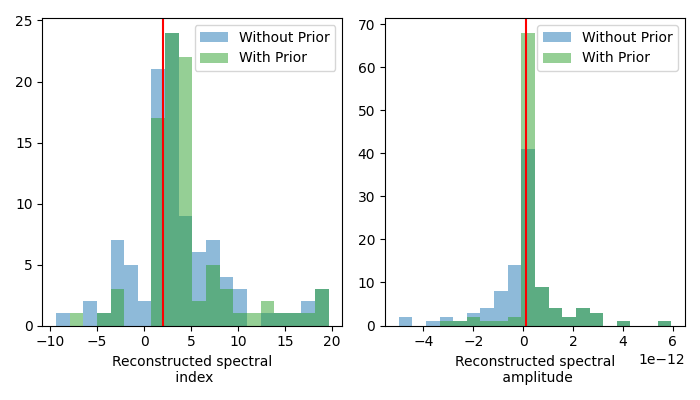 25
20
15
10
5
0
−10 −5 0 5 10 15 20
Reconstructed spectral
index
Without Prior
With Prior
70
60
50
40
30
20
10
0
−4 −2 0 2 4 6
1e−12
Reconstructed spectral
amplitude
Without Prior
With Prior